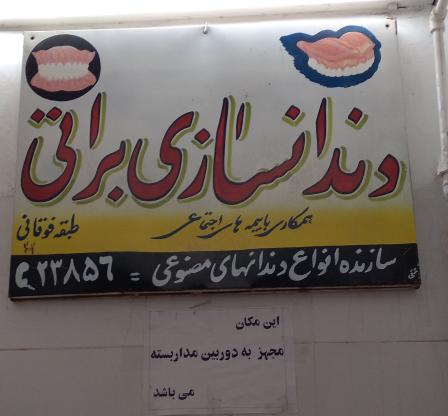 دندانسازی براتی
همکاری با بیمه های اجتماعی
طبقه فوقانی
سازنده انواع دندانهای مصنوعی = ۲۳۸۵۶
این مکان
مجهز به دوربین مداربسته
می باشد